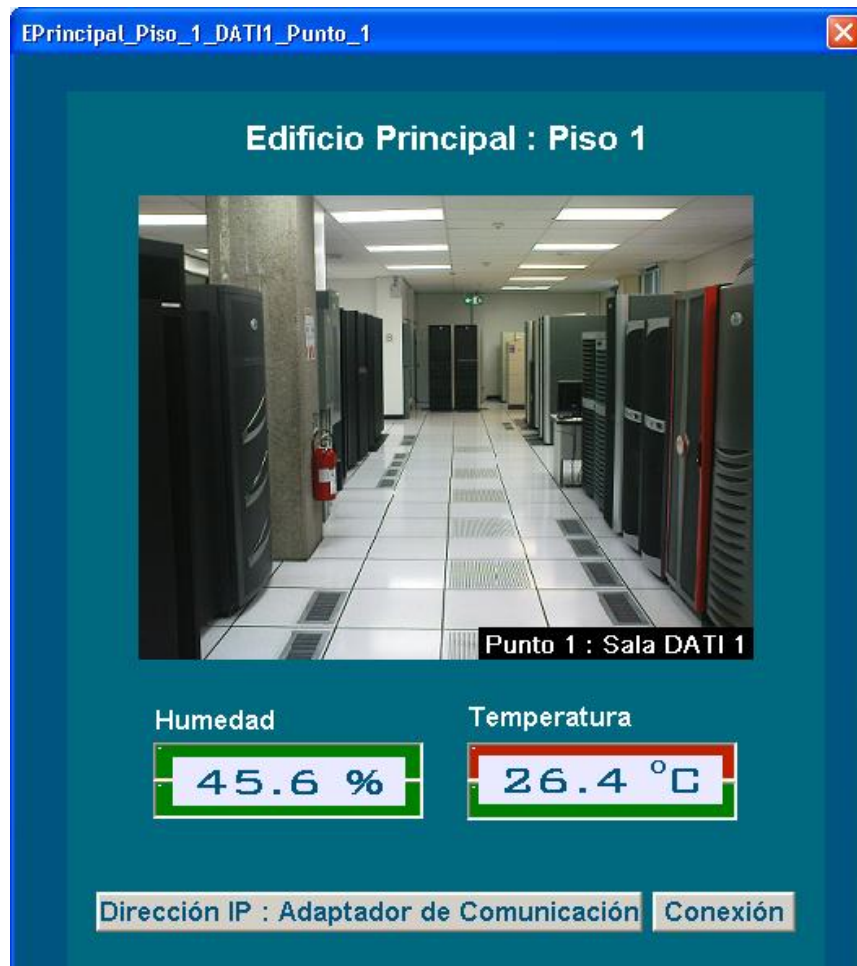 EPrincipal_Piso_1_DATI1_Punto_1
Edificio Principal : Piso 1
Punto 1 : Sala DATI 1
Humedad
Temperatura
45.6 %
26.4 °C
Dirección IP : Adaptador de Comunicación
Conexión